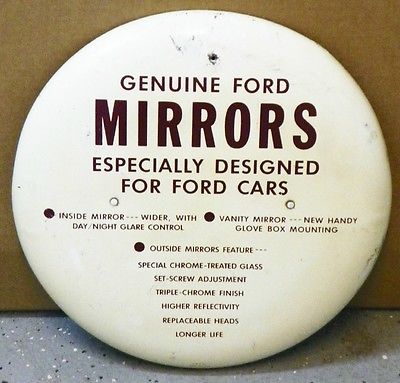 GENUINE FORD
MIRRORS
ESPECIALLY DESIGNED
FOR FORD CARS
● INSIDE MIRROR --- WIDER, WITH
DAY/NIGHT GLARE CONTROL
● VANITY MIRROR --- NEW HANDY
GLOVE BOX MOUNTING
● OUTSIDE MIRRORS FEATURE ---
SPECIAL CHROME-TREATED GLASS
SET-SCREW ADJUSTMENT
TRIPLE-CHROME FINISH
HIGHER REFLECTIVITY
REPLACEABLE HEADS
LONGER LIFE